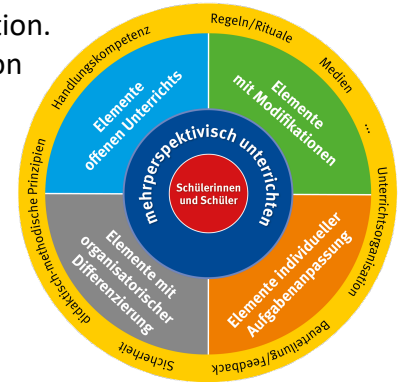 tion.
on
Regeln/Rituale
Medien
...
Unterrichtsorganisation
Beurteilung/Feedback
Sicherheit
didaktisch-methodische Prinzipien
Handlungskompetenz
Elemente
offenen Unterrichts
Elemente
mit Modifikationen
mehrperspektivisch unterrichten
Schülerinnen
und Schüler
Elemente mit
organisatorischer
Differenzierung
Elemente individueller
Aufgabenanpassung